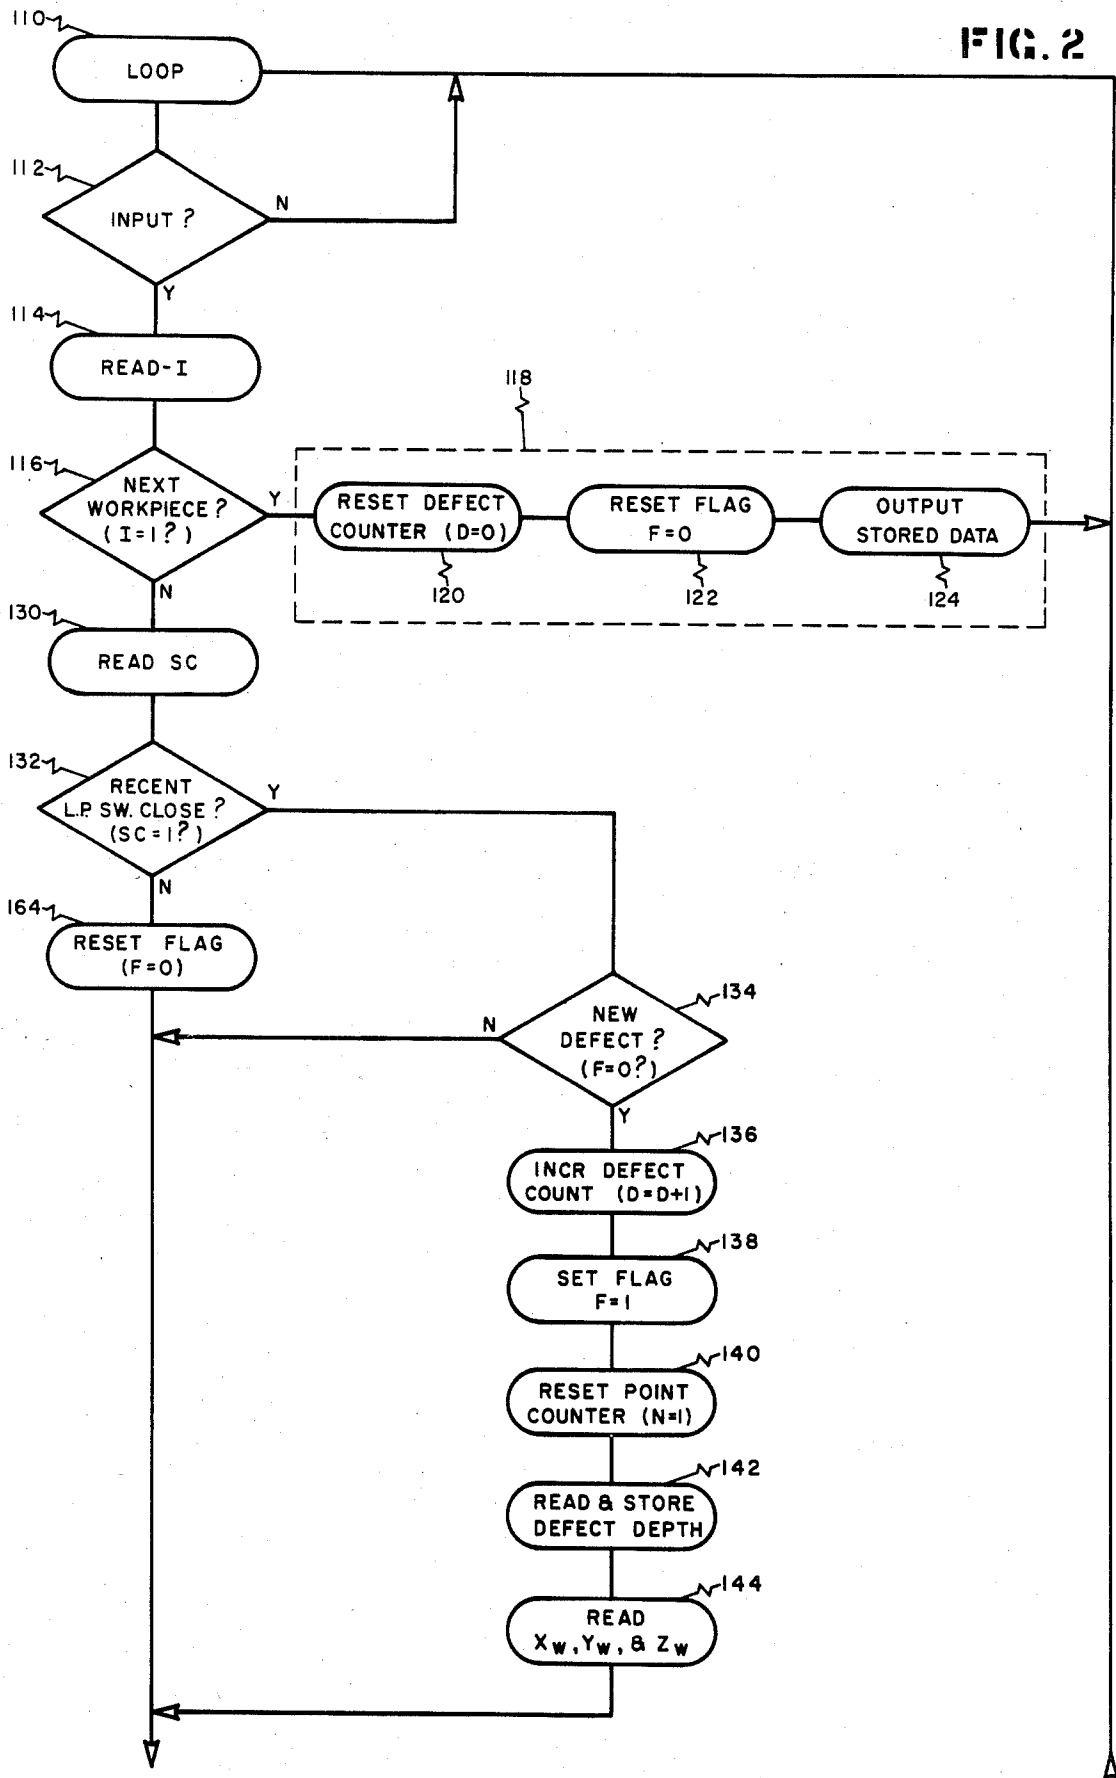 FIG. 2
110
LOOP
112
INPUT ?
N
Y
114
READ-I
116
NEXT
WORKPIECE ?
( I=1 ? )
Y
N
118
RESET DEFECT
COUNTER (D=0)
120
RESET FLAG
F=0
122
OUTPUT
STORED DATA
124
130
READ SC
132
RECENT
L.P. SW. CLOSE ?
(SC=1?)
Y
N
164
RESET FLAG
(F=0)
134
NEW
DEFECT ?
(F=0?)
N
Y
136
INCR DEFECT
COUNT (D=D+1)
138
SET FLAG
F=1
140
RESET POINT
COUNTER (N=1)
142
READ & STORE
DEFECT DEPTH
144
READ
XW, YW, & ZW